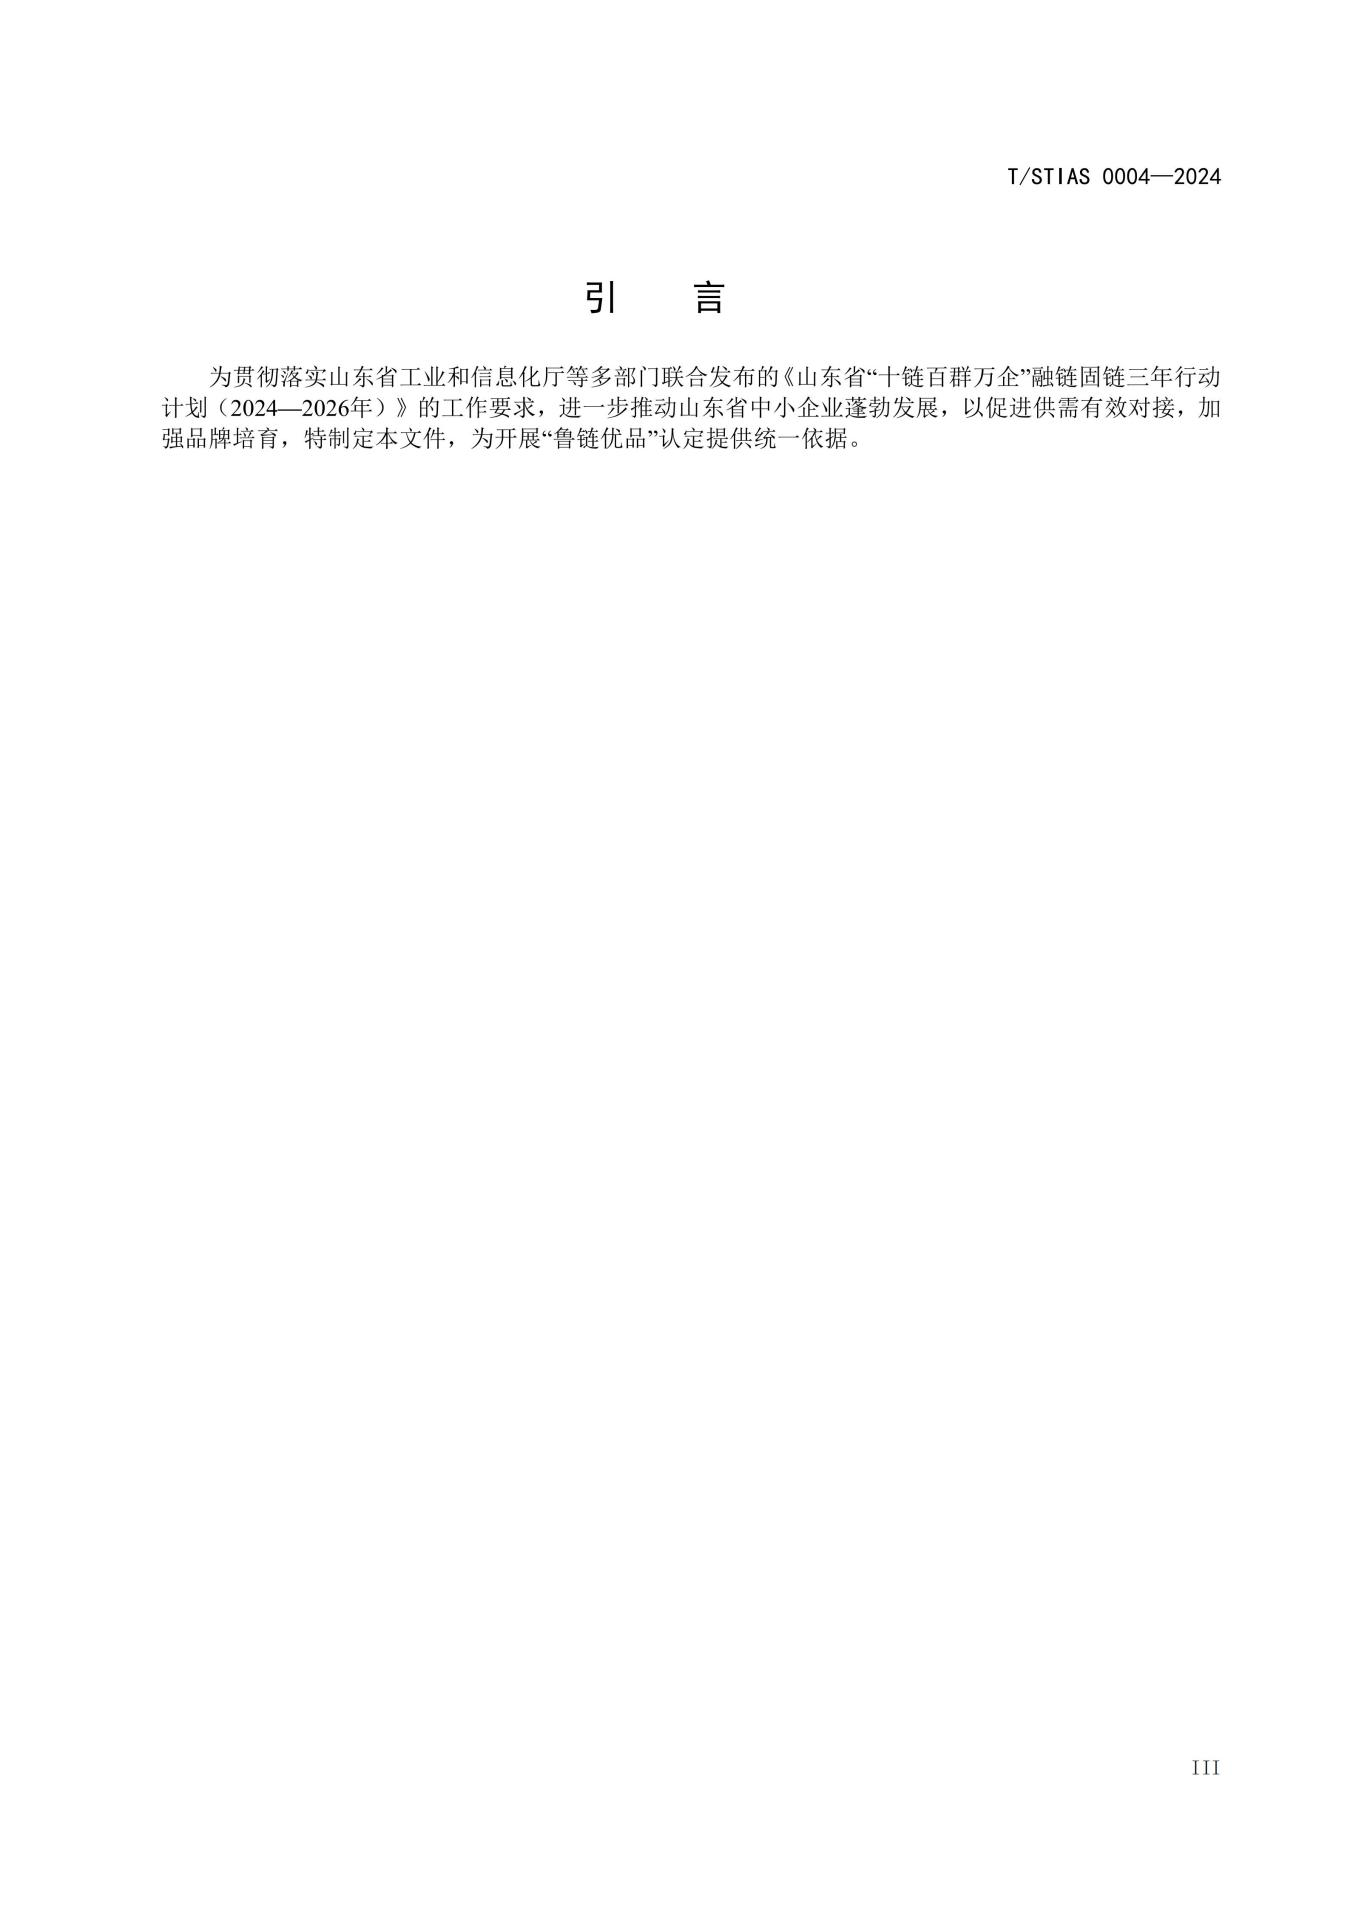 T/STIAS 0004—2024
引 言
为贯彻落实山东省工业和信息化厅等多部门联合发布的《山东省“十链百群万企”融链固链三年行动
计划（2024—2026年）》的工作要求，进一步推动山东省中小企业蓬勃发展，以促进供需有效对接，加
强品牌培育，特制定本文件，为开展“鲁链优品”认定提供统一依据。
III